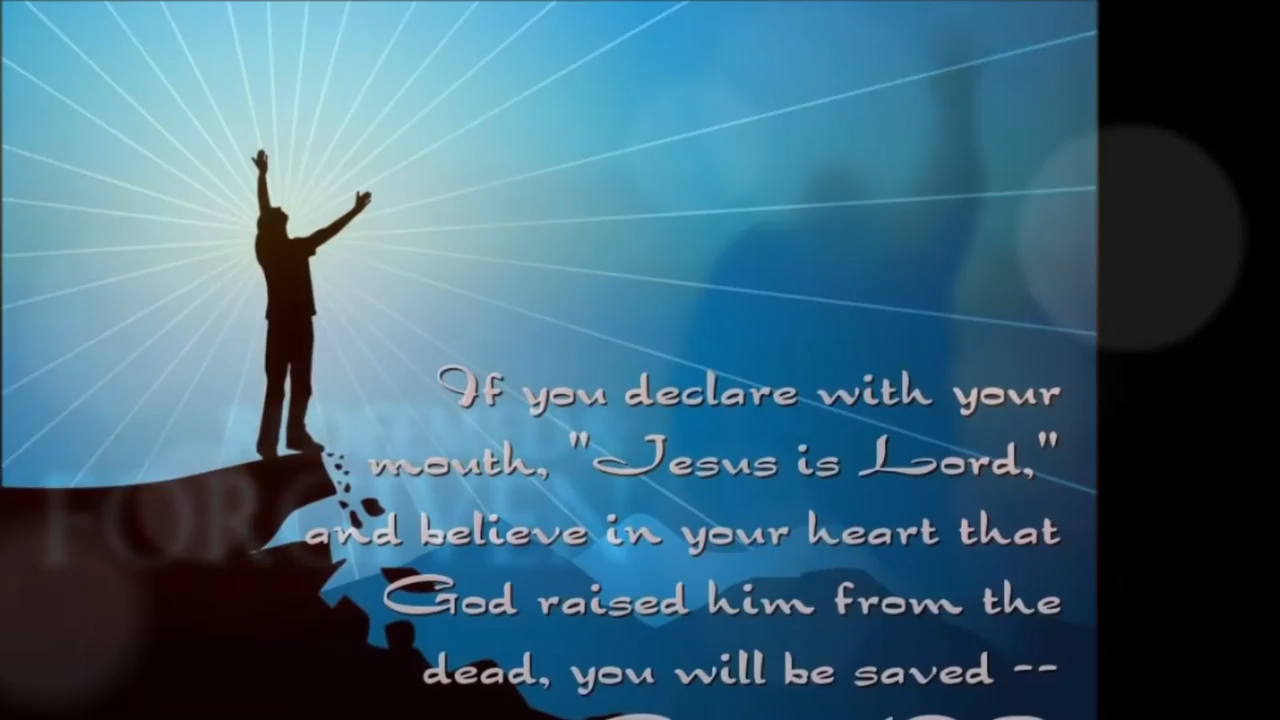 If you declare with your
mouth, "Jesus is Lord,"
and believe in your heart that
God raised him from the
dead, you will be saved --
FORGIVEN